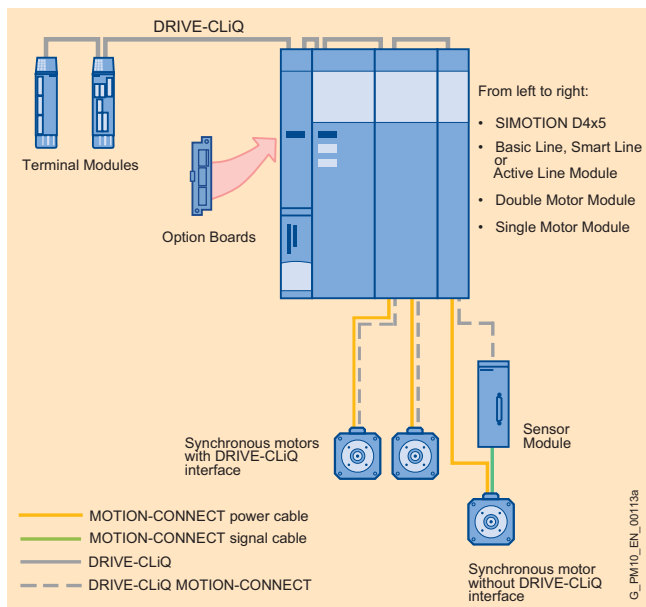 DRIVE-CLiQ
Terminal Modules
Option Boards
From left to right:
• SIMOTION D4x5
• Basic Line, Smart Line
or
Active Line Module
• Double Motor Module
• Single Motor Module
Synchronous motors
with DRIVE-CLiQ
interface
Sensor
Module
MOTION-CONNECT power cable
MOTION-CONNECT signal cable
DRIVE-CLiQ
DRIVE-CLiQ MOTION-CONNECT
Synchronous motor
without DRIVE-CLiQ
interface
G_PM10_EN_00113a